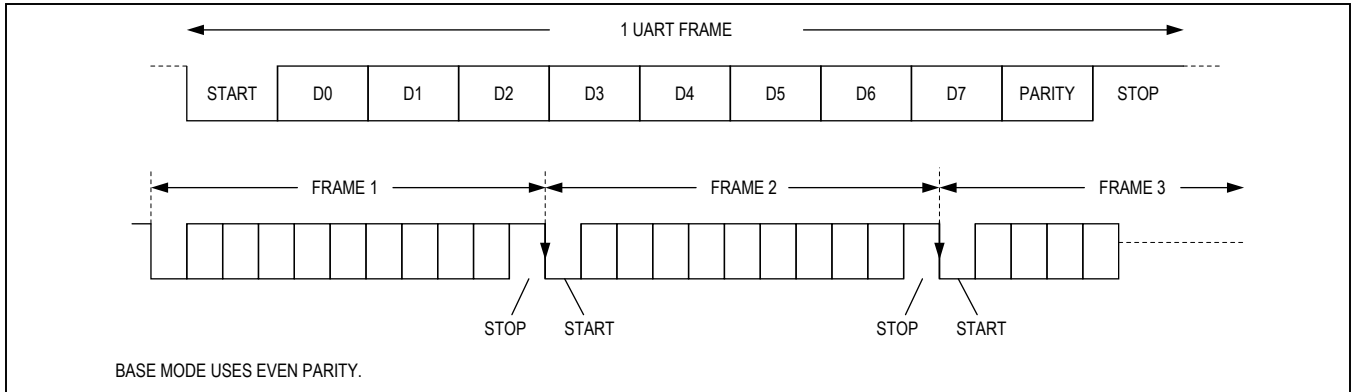 1 UART FRAME
START D0 D1 D2 D3 D4 D5 D6 D7 PARITY STOP
FRAME 1 FRAME 2 FRAME 3
STOP START STOP START
BASE MODE USES EVEN PARITY.